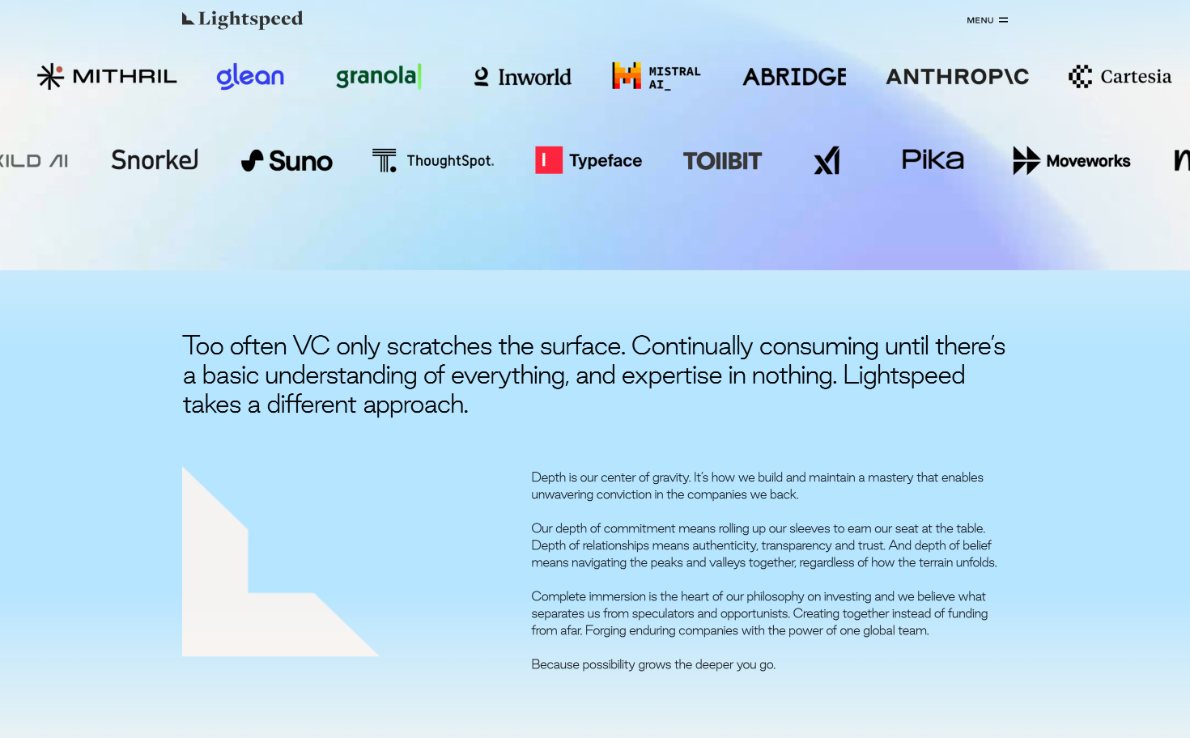 Lightspeed
MENU
MITHRIL
glean
granola
Inworld
MISTRAL
AI_
ABRIDGE
ANTHROP\C
Cartesia
ILD AI
Snorkel
Suno
ThoughtSpot.
Typeface
TOllBIT
xI
Pika
Moveworks
Too often VC only scratches the surface. Continually consuming until there's
a basic understanding of everything, and expertise in nothing. Lightspeed
takes a different approach.
Depth is our center of gravity. It's how we build and maintain a mastery that enables
unwavering conviction in the companies we back.
Our depth of commitment means rolling up our sleeves to earn our seat at the table.
Depth of relationships means authenticity, transparency and trust. And depth of belief
means navigating the peaks and valleys together, regardless of how the terrain unfolds.
Complete immersion is the heart of our philosophy on investing and we believe what
separates us from speculators and opportunists. Creating together instead of funding
from afar. Forging enduring companies with the power of one global team.
Because possibility grows the deeper you go.